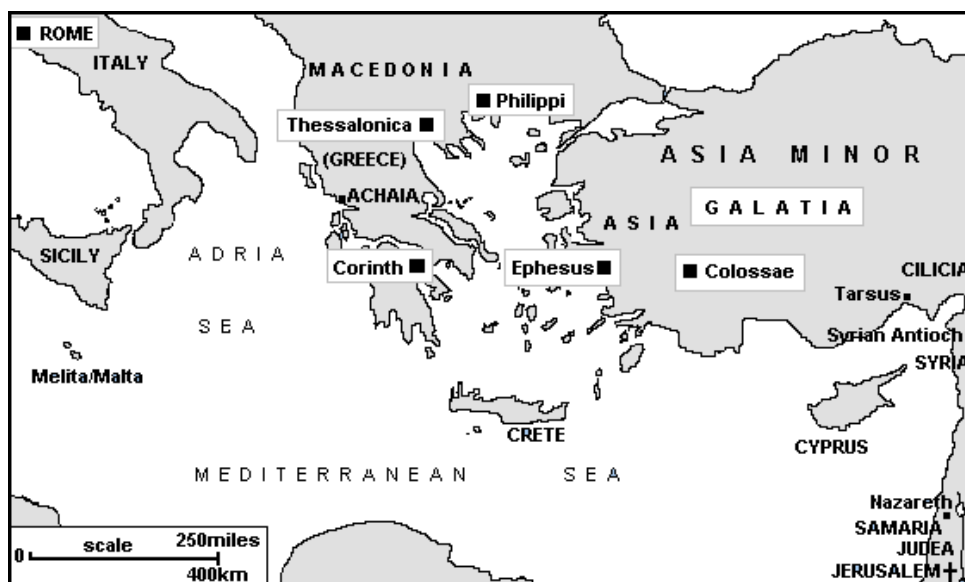 ROME
ITALY
MACEDONIA
Philippi
Thessalonica
(GREECE)
ASIA MINOR
ACHAIA
GALATIA
ASIA
SICILY
ADRIA
Corinth
Ephesus
Colossae
CILICIA
Tarsus
SEA
Syrian Antioch
SYRIA
Melita/Malta
CRETE
CYPRUS
MEDITERRANEAN SEA
Nazareth
SAMARIA
JUDEA
JERUSALEM
0 scale 250miles
400km